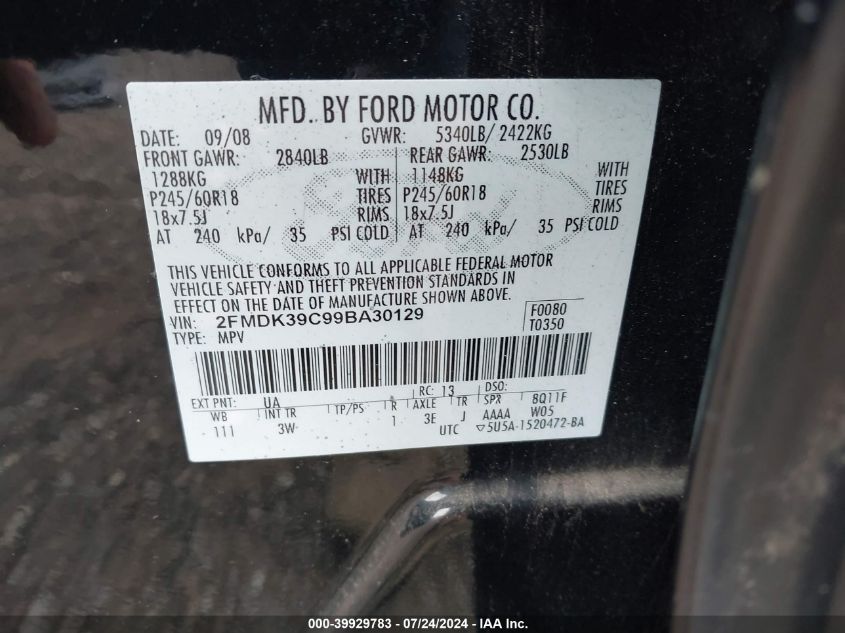 MFD. BY FORD MOTOR CO.
DATE: 09/08 GVWR: 5340LB/ 2422KG
FRONT GAWR: 2840LB REAR GAWR: 2530LB
1288KG WITH 1148KG WITH
P245/60R18 TIRES P245/60R18 TIRES
18x7.5J RIMS 18x7.5J RIMS
AT 240 kPa/ 35 PSI COLD AT 240 kPa/ 35 PSI COLD
THIS VEHICLE CONFORMS TO ALL APPLICABLE FEDERAL MOTOR
VEHICLE SAFETY AND THEFT PREVENTION STANDARDS IN
EFFECT ON THE DATE OF MANUFACTURE SHOWN ABOVE.
VIN: 2FMDK39C99BA30129 F0080
TYPE: MPV T0350
EXT PNT: UA RC: 13 DSO:
WB INT TR TP/PS R AXLE TR SPR 8Q11F
111 3W 1 3E J AAAA W05
UTC ▽5U5A-1520472-BA
000-39929783 / 07/24/2024 - IAA Inc.